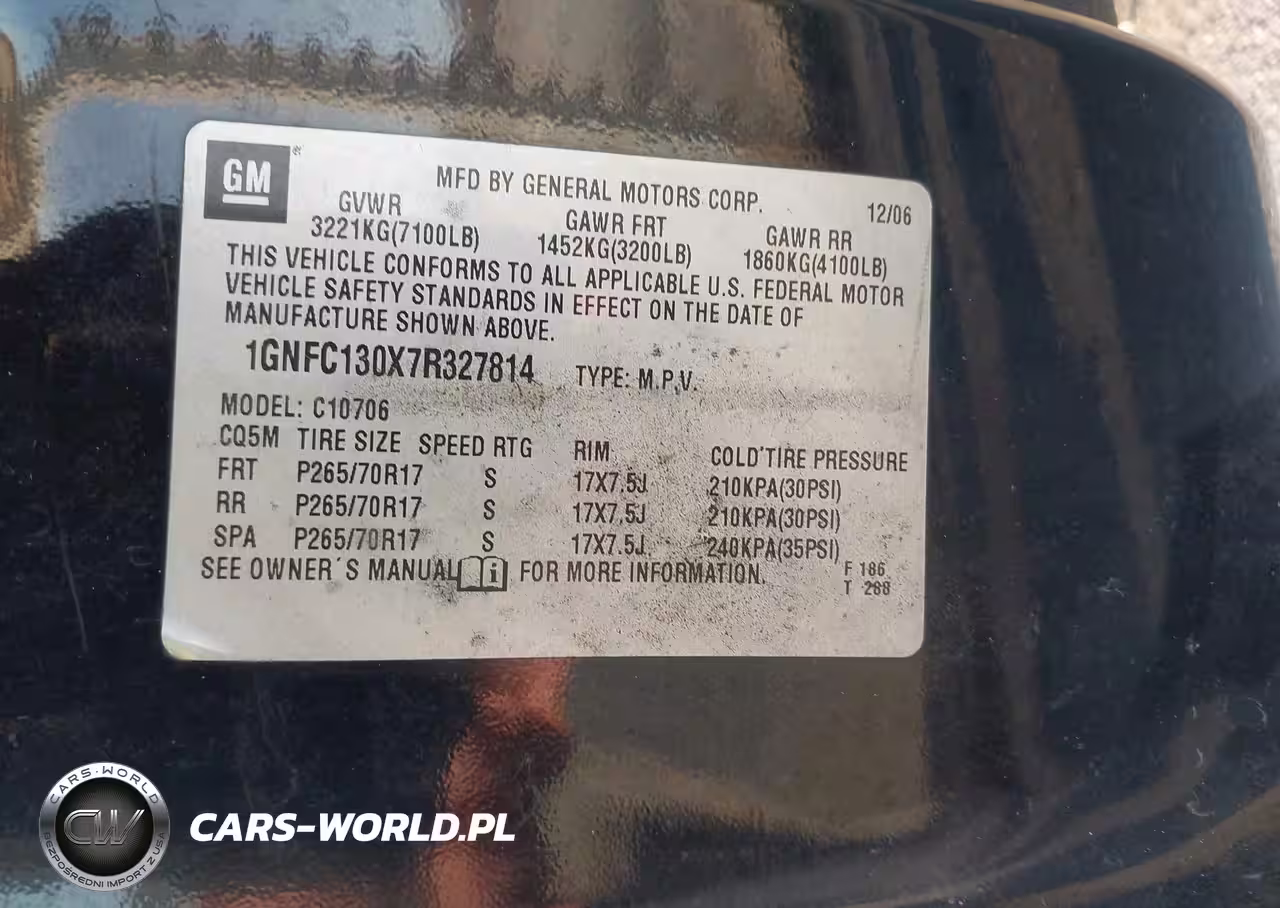 GM
MFD BY GENERAL MOTORS CORP.
12/06
GVWR GAWR FRT GAWR RR
3221KG(7100LB) 1452KG(3200LB) 1860KG(4100LB)
THIS VEHICLE CONFORMS TO ALL APPLICABLE U.S. FEDERAL MOTOR
VEHICLE SAFETY STANDARDS IN EFFECT ON THE DATE OF
MANUFACTURE SHOWN ABOVE.
1GNFC130X7R327814 TYPE: M.P.V.
MODEL: C10706
CQ5M TIRE SIZE SPEED RTG RIM COLD TIRE PRESSURE
FRT P265/70R17 S 17X7.5J 210KPA(30PSI)
RR P265/70R17 S 17X7.5J 210KPA(30PSI)
SPA P265/70R17 S 17X7.5J 240KPA(35PSI)
SEE OWNER´S MANUAL i FOR MORE INFORMATION.
F 186
T 288
CARS-WORLD
CW
BEZPOŚREDNI IMPORT Z USA
CARS-WORLD.PL